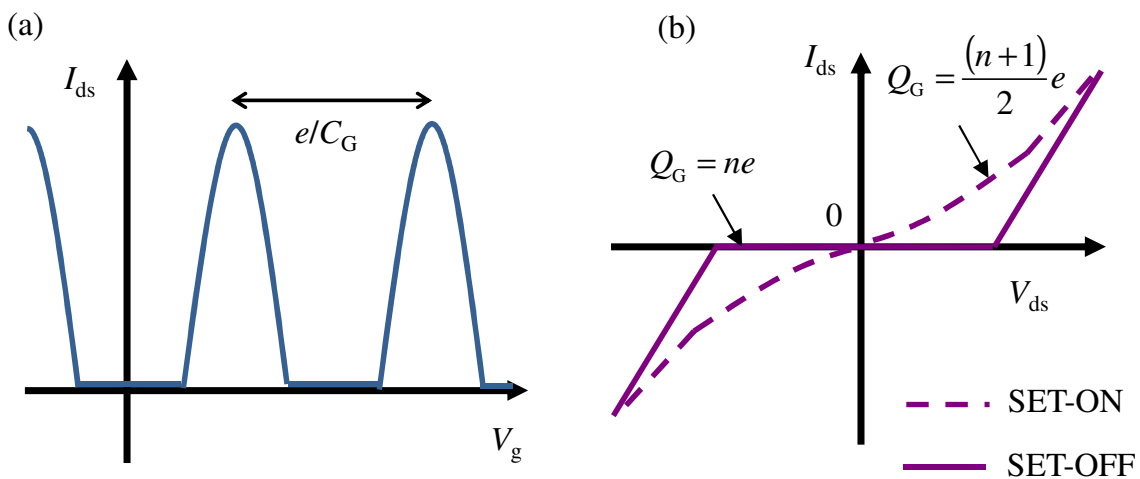 (a)
I_ds
e/C_G
V_g
(b)
I_ds
Q_G = (n+1)/2 e
Q_G = ne
0
V_ds
SET-ON
SET-OFF